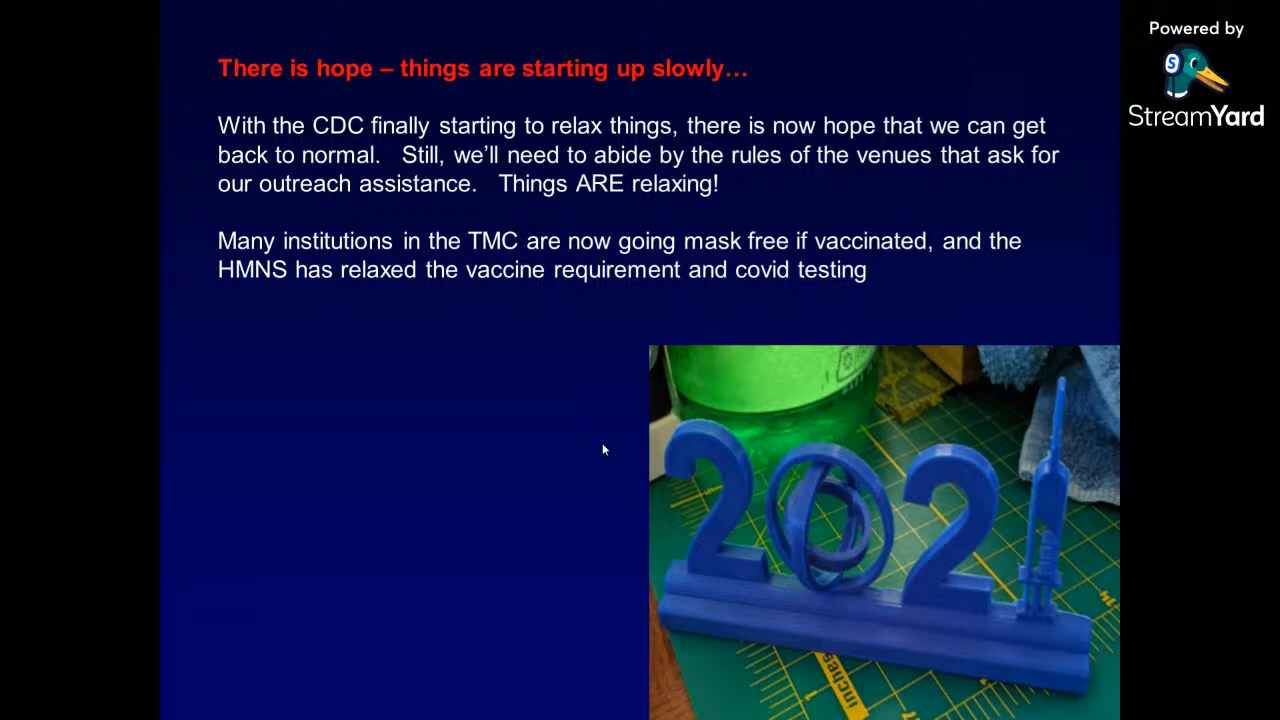 There is hope – things are starting up slowly…
With the CDC finally starting to relax things, there is now hope that we can get
back to normal. Still, we’ll need to abide by the rules of the venues that ask for
our outreach assistance. Things ARE relaxing!
Many institutions in the TMC are now going mask free if vaccinated, and the
HMNS has relaxed the vaccine requirement and covid testing
Powered by
S
StreamYard
2021
inches
1
14